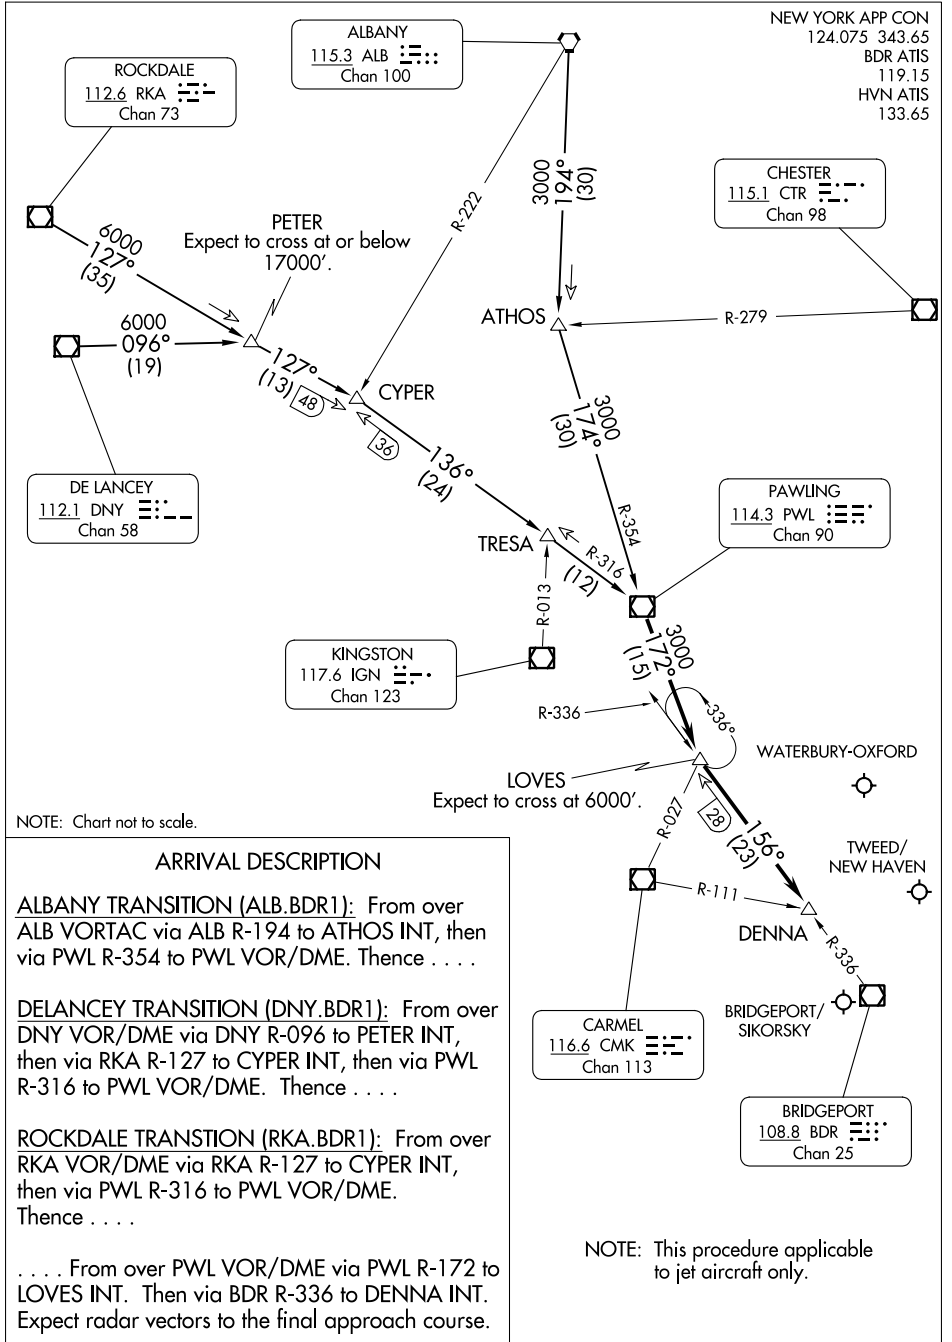 NEW YORK APP CON
124.075 343.65
BDR ATIS
119.15
HVN ATIS
133.65
ALBANY
115.3 ALB
Chan 100
ROCKDALE
112.6 RKA
Chan 73
CHESTER
115.1 CTR
Chan 98
3000
194°
(30)
R-222
PETER
Expect to cross at or below
17000’.
6000
127°
(35)
6000
096°
(19)
ATHOS
R-279
127°
(13)
48
CYPER
36
3000
174°
(30)
136°
(24)
DE LANCEY
112.1 DNY
Chan 58
PAWLING
114.3 PWL
Chan 90
R-354
TRESA
R-316
(12)
R-013
KINGSTON
117.6 IGN
Chan 123
3000
172°
(15)
R-336
336°
WATERBURY-OXFORD
LOVES
Expect to cross at 6000’.
R-027
28
156°
(23)
TWEED/
NEW HAVEN
R-111
DENNA
R-336
BRIDGEPORT/
SIKORSKY
CARMEL
116.6 CMK
Chan 113
BRIDGEPORT
108.8 BDR
Chan 25
NOTE: Chart not to scale.
ARRIVAL DESCRIPTION
ALBANY TRANSITION (ALB.BDR1): From over
ALB VORTAC via ALB R-194 to ATHOS INT, then
via PWL R-354 to PWL VOR/DME. Thence . . . .
DELANCEY TRANSITION (DNY.BDR1): From over
DNY VOR/DME via DNY R-096 to PETER INT,
then via RKA R-127 to CYPER INT, then via PWL
R-316 to PWL VOR/DME. Thence . . . .
ROCKDALE TRANSTION (RKA.BDR1): From over
RKA VOR/DME via RKA R-127 to CYPER INT,
then via PWL R-316 to PWL VOR/DME.
Thence . . . .
. . . . From over PWL VOR/DME via PWL R-172 to
LOVES INT. Then via BDR R-336 to DENNA INT.
Expect radar vectors to the final approach course.
NOTE: This procedure applicable
to jet aircraft only.